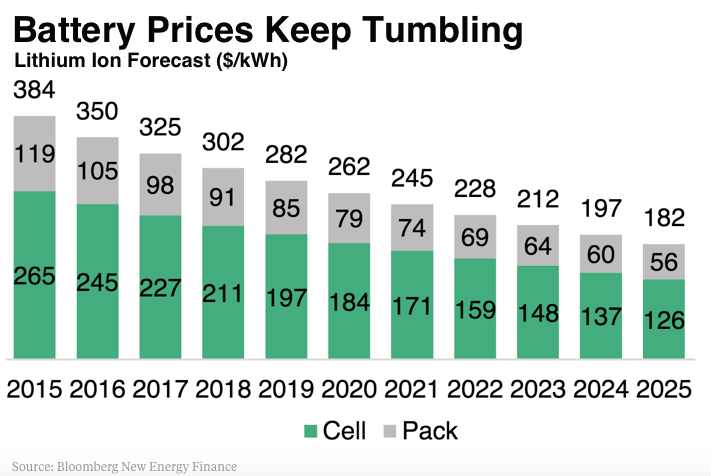 Battery Prices Keep Tumbling
Lithium Ion Forecast ($/kWh)
384 350 325 302 282 262 245 228 212 197 182
119 105 98 91 85 79 74 69 64 60 56
265 245 227 211 197 184 171 159 148 137 126
2015 2016 2017 2018 2019 2020 2021 2022 2023 2024 2025
Cell Pack
Source: Bloomberg New Energy Finance